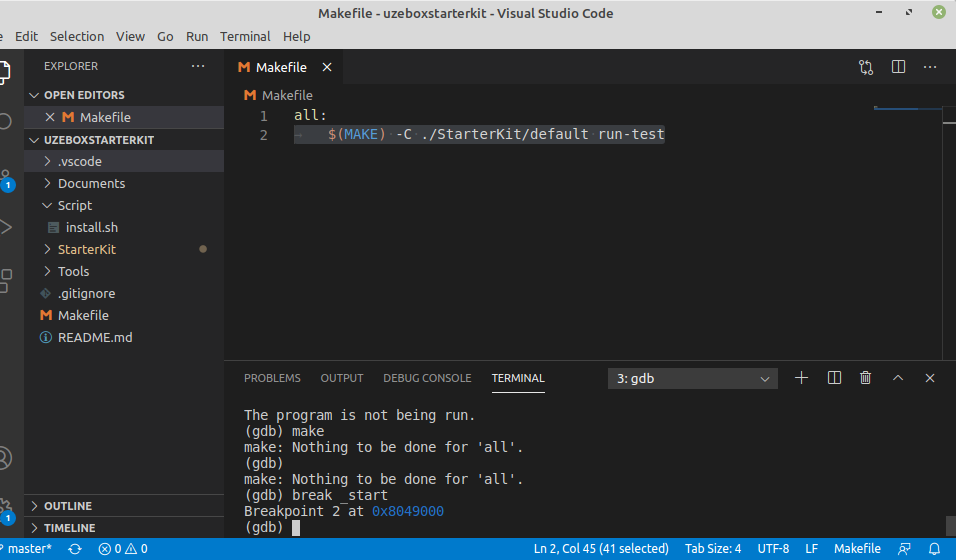 Makefile - uzeboxstarterkit - Visual Studio Code
Edit Selection View Go Run Terminal Help
EXPLORER
OPEN EDITORS
Makefile
UZEBOXSTARTERKIT
.vscode
Documents
Script
install.sh
StarterKit
Tools
.gitignore
Makefile
README.md
OUTLINE
TIMELINE
1
1
Makefile
Makefile
1 all:
2 $(MAKE) -C ./StarterKit/default run-test
PROBLEMS OUTPUT DEBUG CONSOLE TERMINAL 3: gdb
The program is not being run.
(gdb) make
make: Nothing to be done for 'all'.
(gdb)
make: Nothing to be done for 'all'.
(gdb) break _start
Breakpoint 2 at 0x8049000
(gdb)
master* 0 0 Ln 2, Col 45 (41 selected) Tab Size: 4 UTF-8 LF Makefile